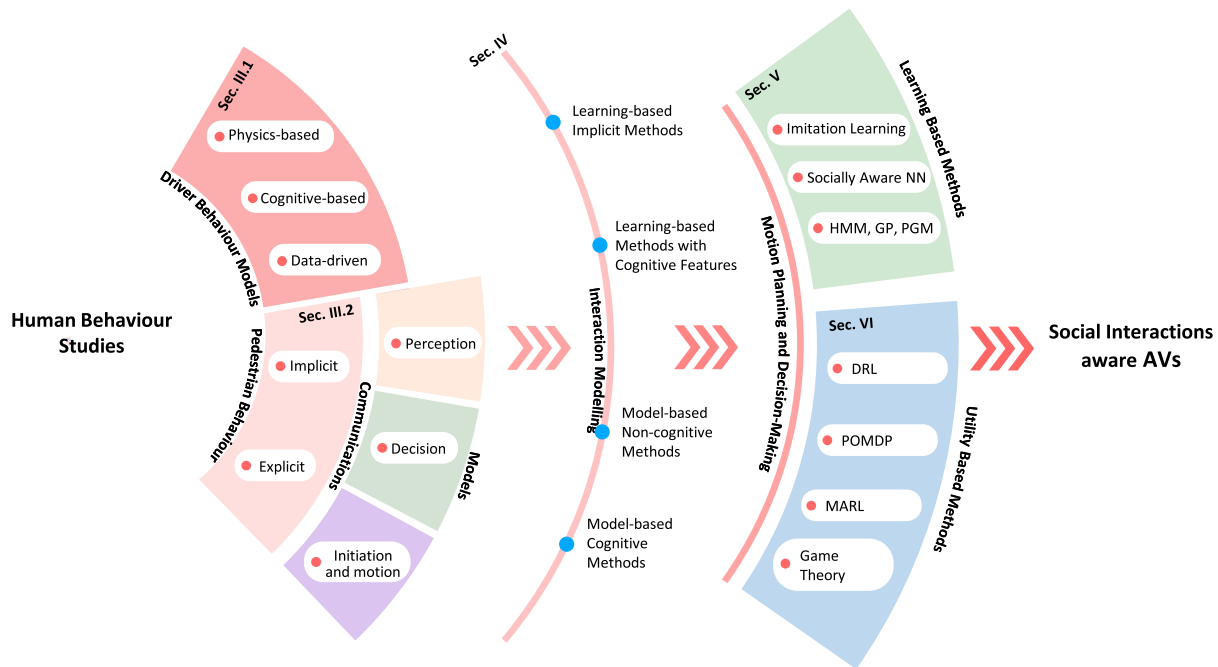 Human Behaviour
Studies
Sec. III.1
Physics-based
Cognitive-based
Data-driven
Driver Behaviour Models
Sec. III.2
Implicit
Explicit
Pedestrian Behaviour
Communications
Perception
Decision
Initiation
and motion
Models
Sec. IV
Learning-based
Implicit Methods
Learning-based
Methods with
Cognitive Features
Interaction Modelling
Model-based
Non-cognitive
Methods
Model-based
Cognitive
Methods
Motion Planning and Decision-Making
Sec. V
Imitation Learning
Socially Aware NN
HMM, GP, PGM
Learning Based Methods
Sec. VI
DRL
POMDP
MARL
Game
Theory
Utility Based Methods
Social Interactions
aware AVs